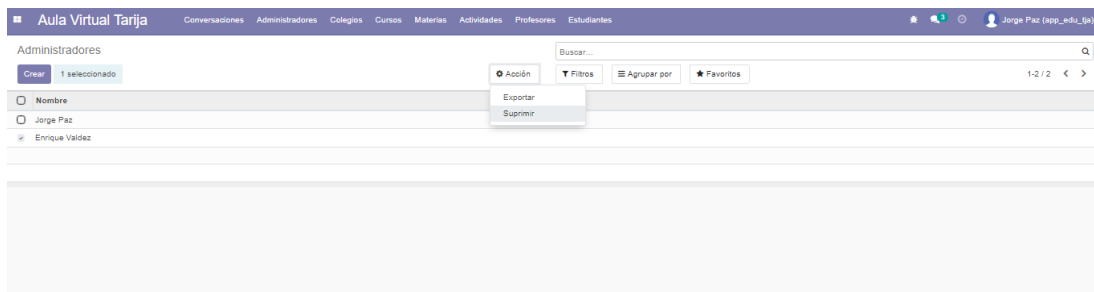 Aula Virtual Tarija Conversaciones Administradores Colegios Cursos Materias Actividades Profesores Estudiantes 3 Jorge Paz (app_edu_tja)
Administradores Buscar...
Crear 1 seleccionado Acción Filtros Agrupar por Favoritos 1-2 / 2
Exportar
Suprimir
Nombre
Jorge Paz
Enrique Valdez